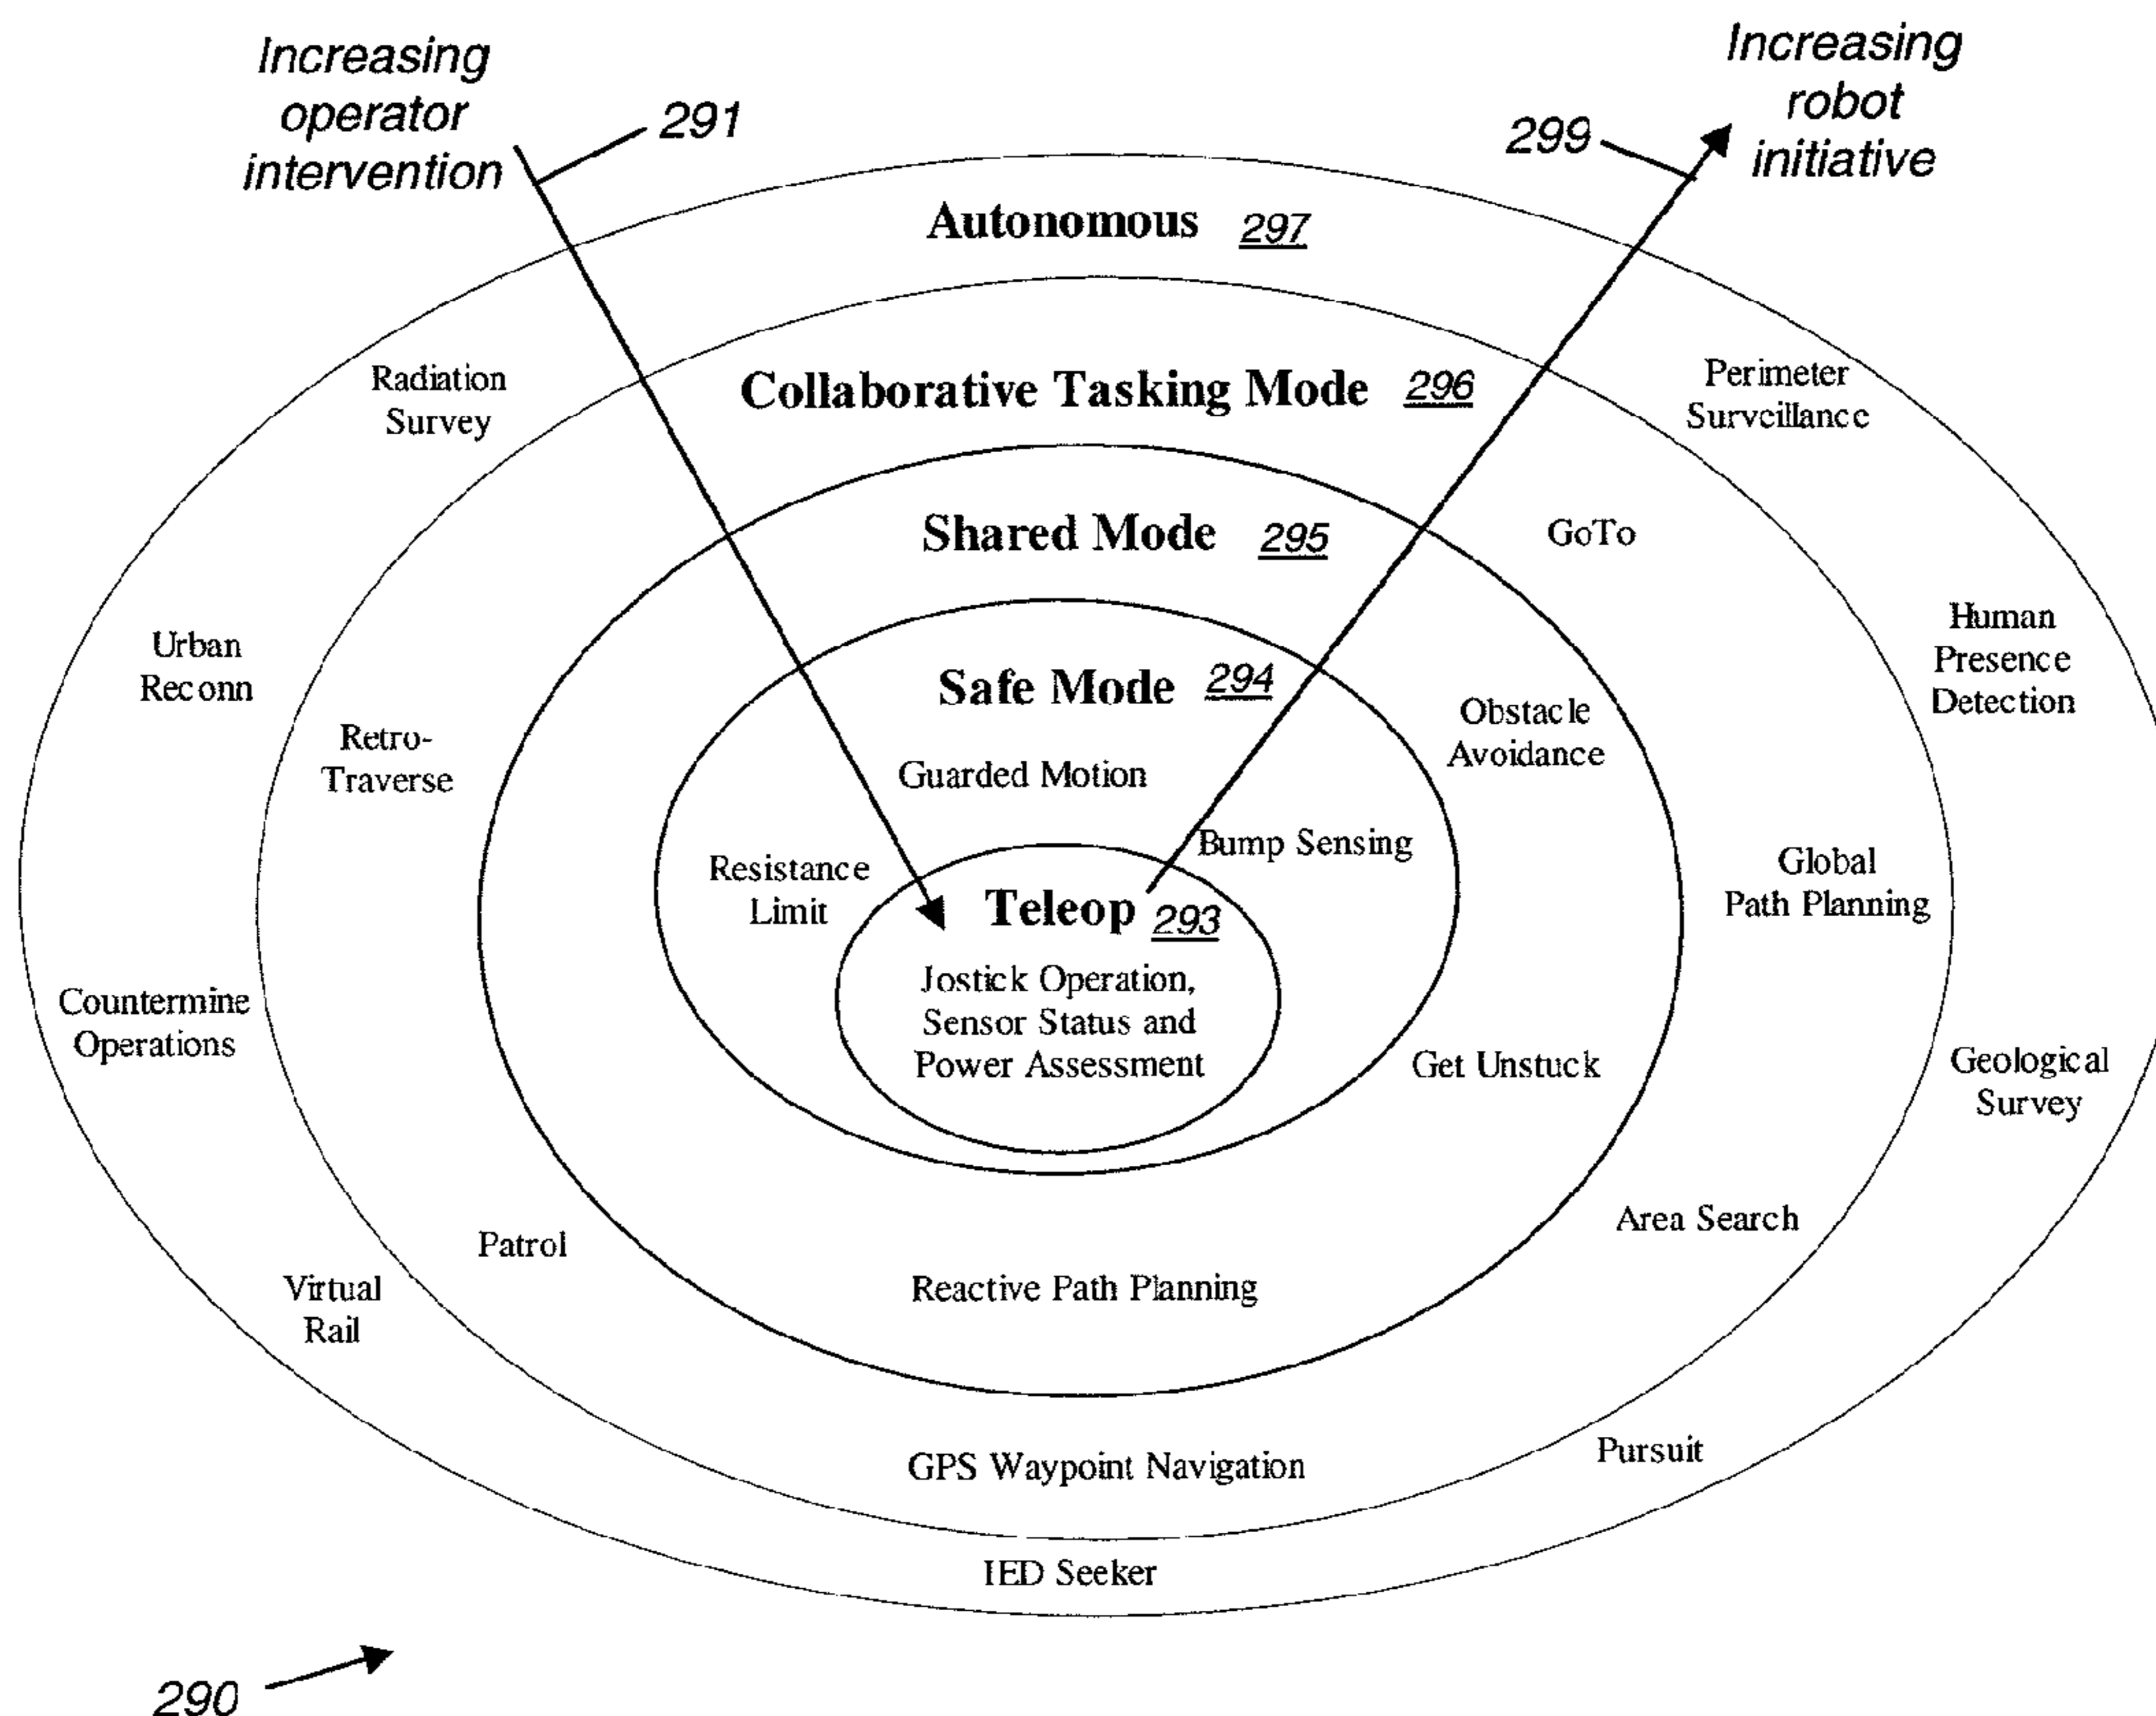 Increasing
operator
intervention
291
Increasing
robot
initiative
299
Autonomous 297
Radiation
Survey
Collaborative Tasking Mode 296
Perimeter
Surveillance
Shared Mode 295
GoTo
Urban
Reconn
Human
Presence
Detection
Safe Mode 294
Retro-
Traverse
Obstacle
Avoidance
Guarded Motion
Bump Sensing
Resistance
Limit
Global
Path Planning
Teleop 293
Jostick Operation,
Sensor Status and
Power Assessment
Countermine
Operations
Get Unstuck
Geological
Survey
Area Search
Patrol
Virtual
Rail
Reactive Path Planning
GPS Waypoint Navigation
Pursuit
IED Seeker
290